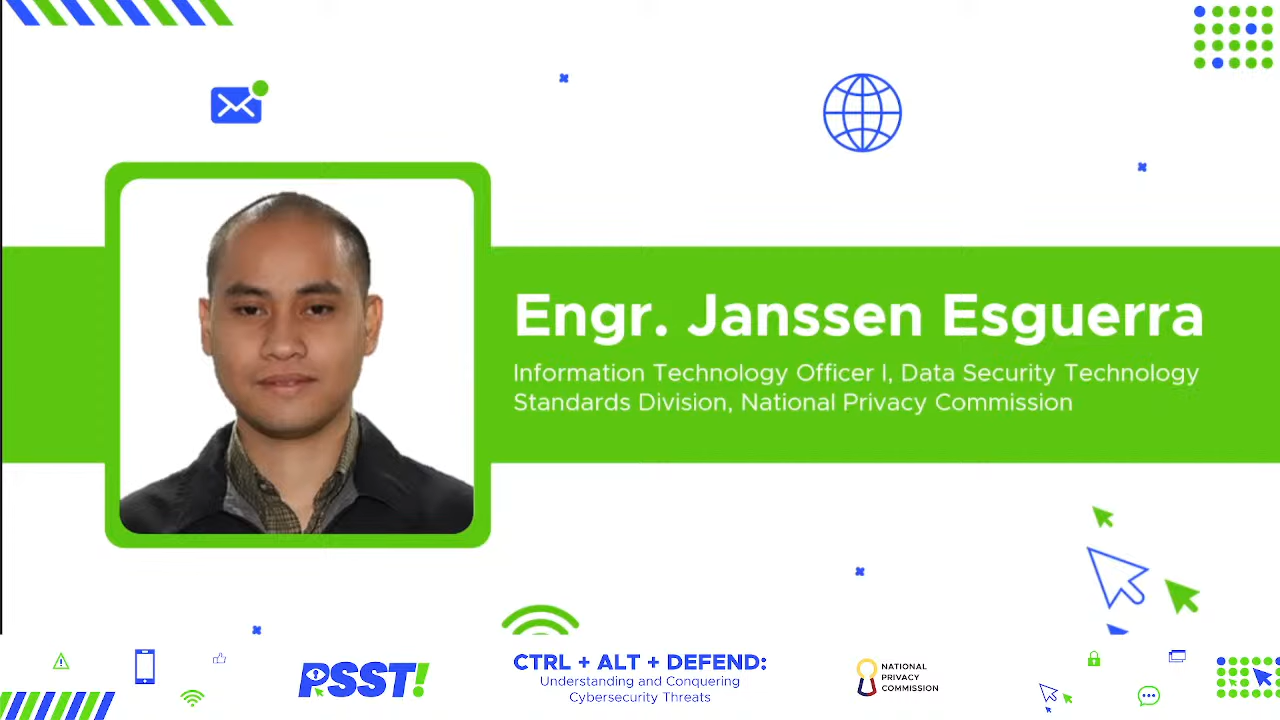 Engr. Janssen Esguerra
Information Technology Officer I, Data Security Technology
Standards Division, National Privacy Commission
PSST!
CTRL + ALT + DEFEND:
Understanding and Conquering
Cybersecurity Threats
NATIONAL
PRIVACY
COMMISSION